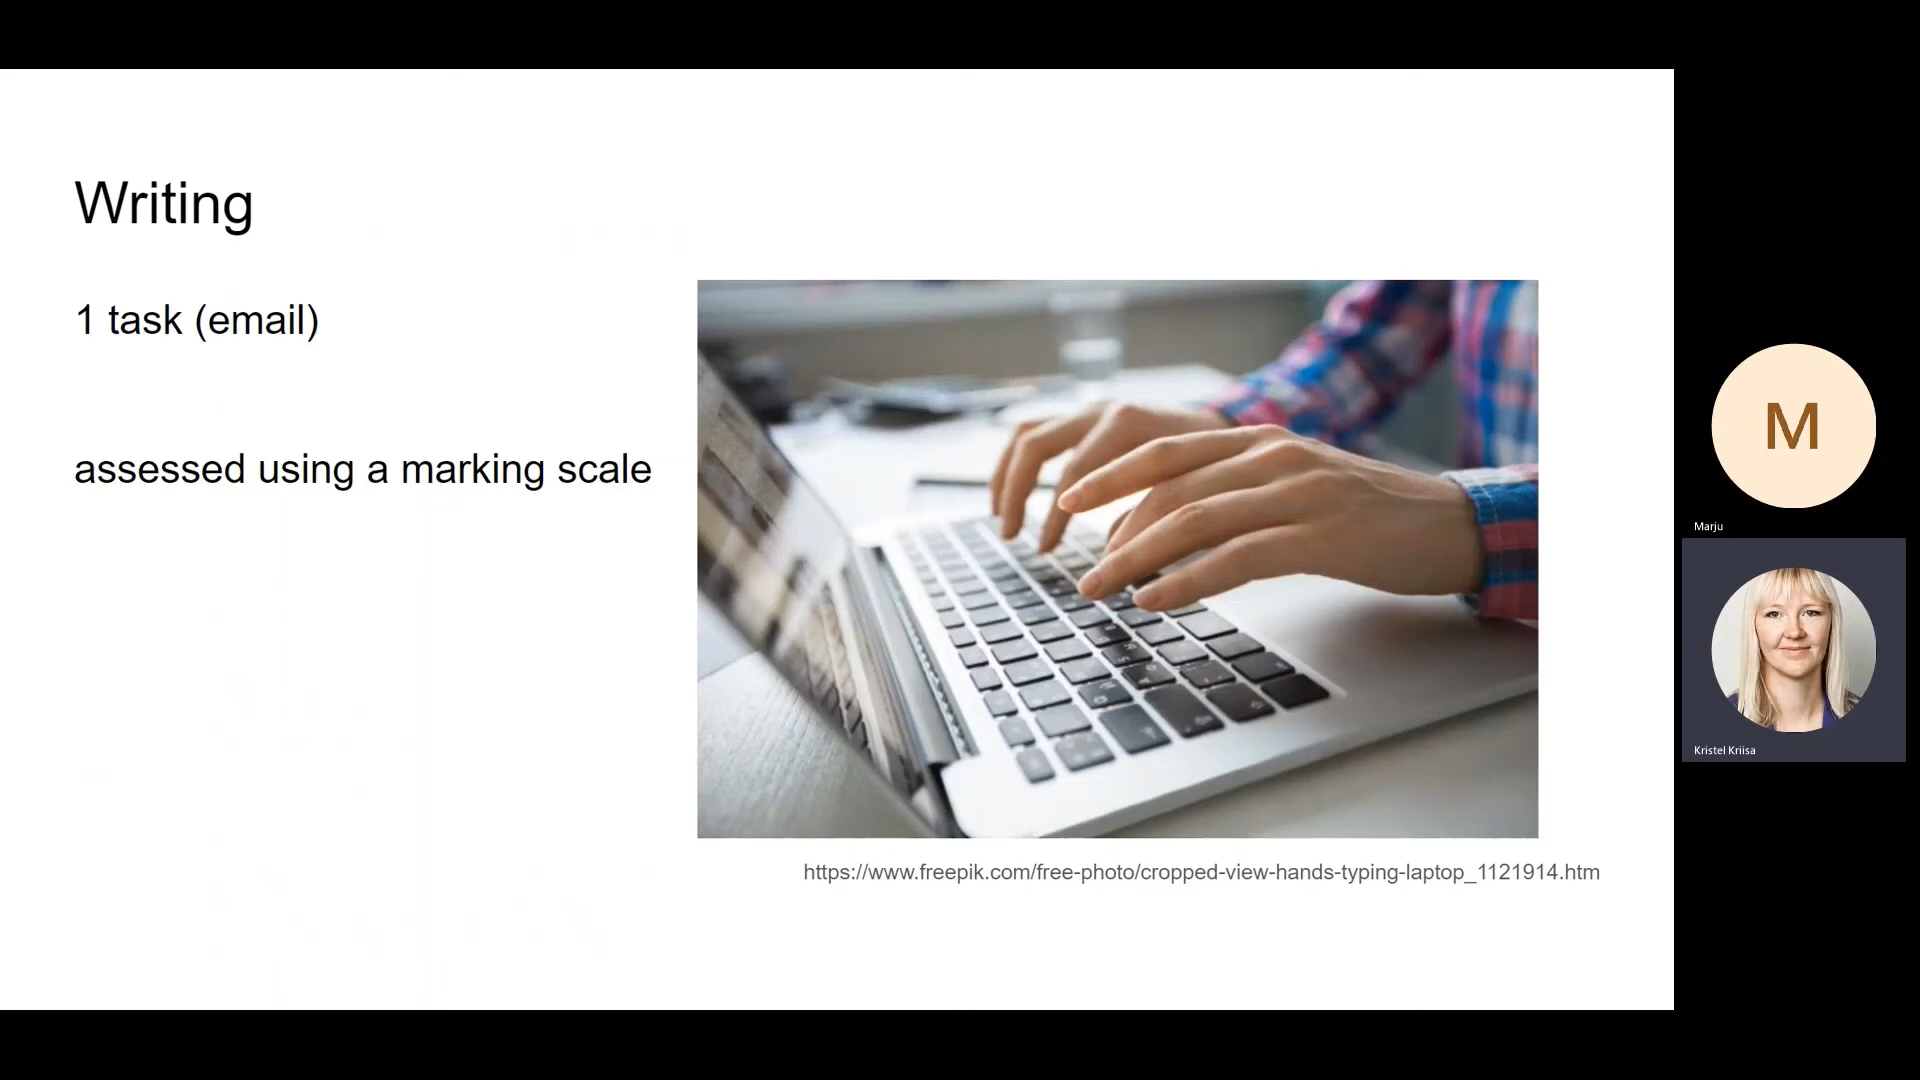 Writing
1 task (email)
assessed using a marking scale
https://www.freepik.com/free-photo/cropped-view-hands-typing-laptop_1121914.htm
M
Marju
Kristel Kriisa